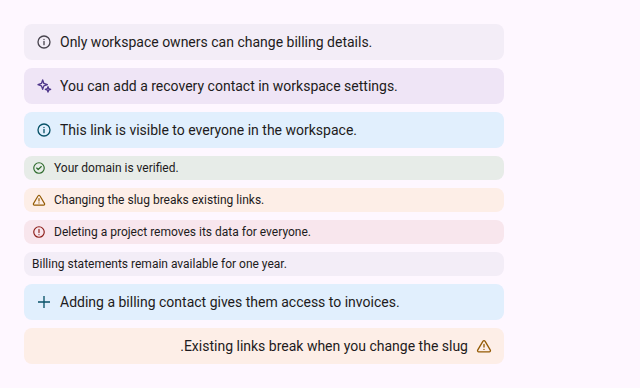 Only workspace owners can change billing details.
You can add a recovery contact in workspace settings.
This link is visible to everyone in the workspace.
Your domain is verified.
Changing the slug breaks existing links.
Deleting a project removes its data for everyone.
Billing statements remain available for one year.
Adding a billing contact gives them access to invoices.
.Existing links break when you change the slug